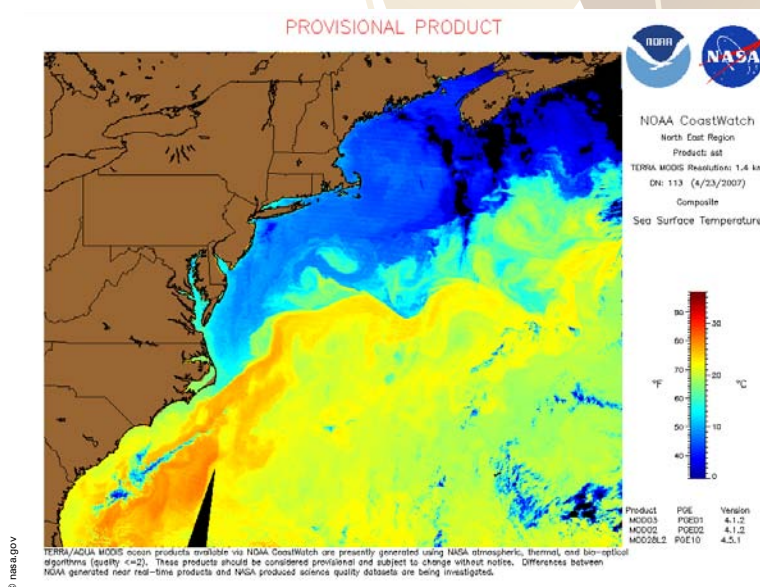 PROVISIONAL PRODUCT
NOAA
NASA
NOAA CoastWatch
North East Region
Product: sst
TERRA MODIS Resolution: 1.4 km
DN: 113 (4/23/2007)
Composite
Sea Surface Temperature
80
70
60
50
40
°F
30
20
10
0
°C
Product PGE Version
MOD03 PGE01 4.1.2
MOD02 PGE02 4.1.2
MOD28L2 PGE10 4.5.1
TERRA/AQUA MODIS ocean products available via NOAA CoastWatch are presently generated using NASA atmospheric, thermal, and bio-optical
algorithms (quality <=2). These products should be considered provisional and subject to change without notice. Differences between
NOAA generated near real-time products and NASA produced science quality datasets are being investigated.
© nasa.gov